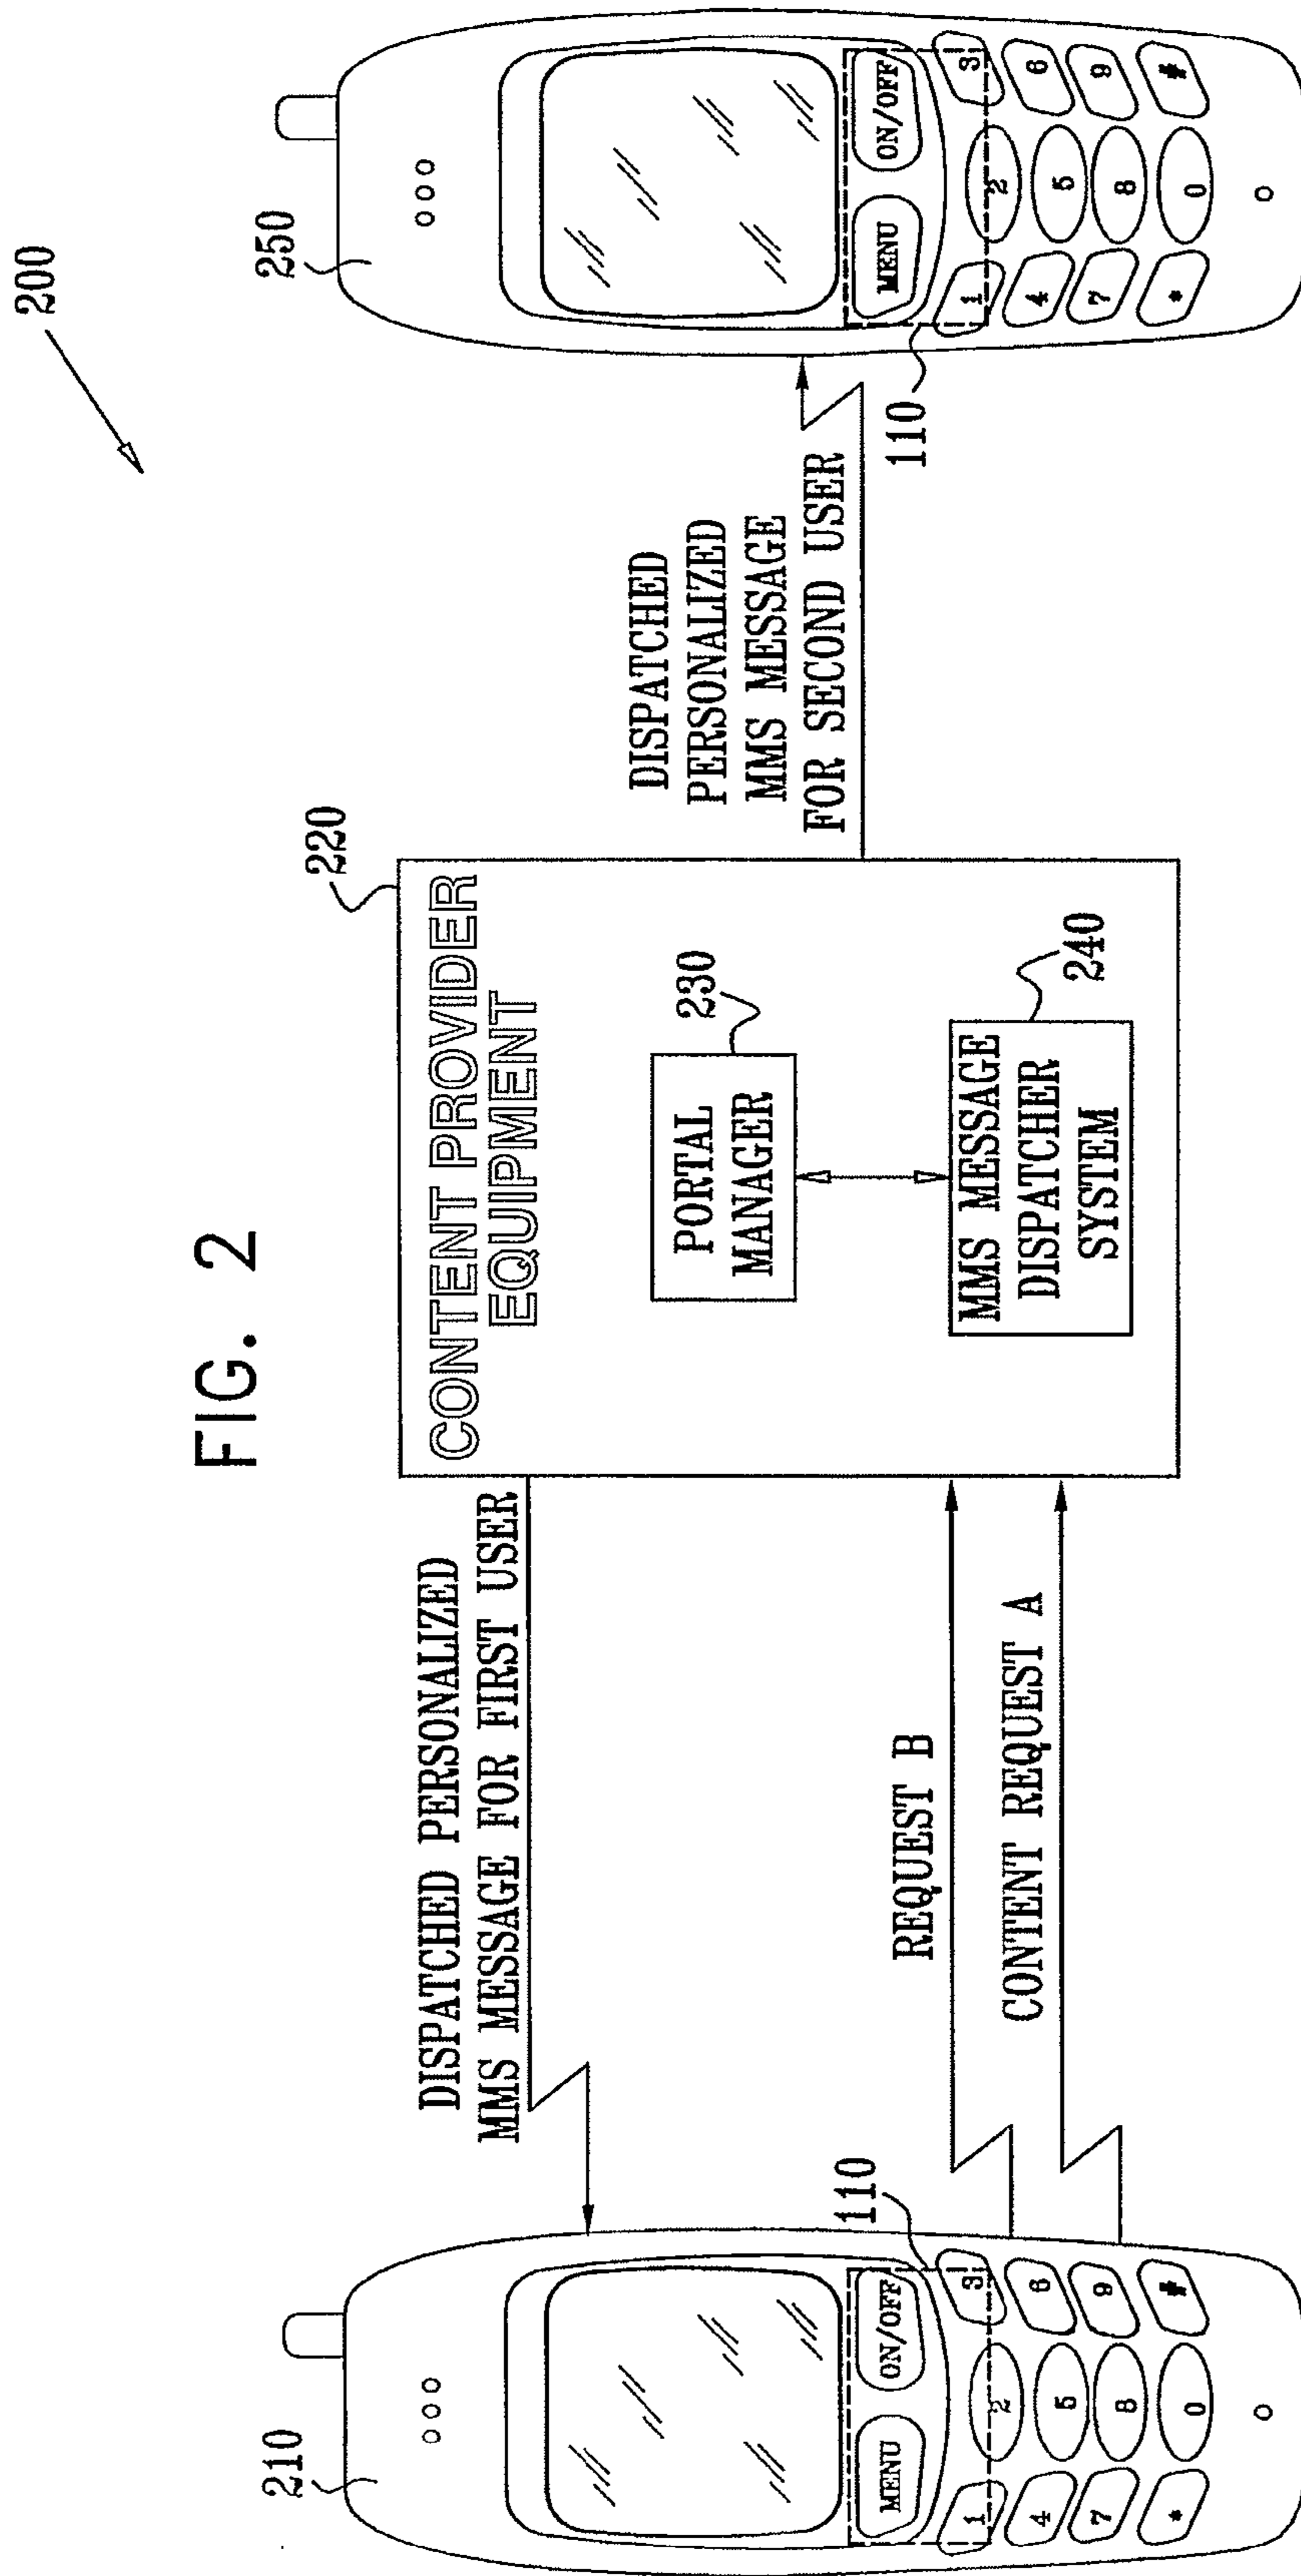 FIG. 2
200
210
MENU
ON/OFF
110
1
2
3
4
5
6
7
8
9
*
0
#
DISPATCHED PERSONALIZED
MMS MESSAGE FOR FIRST USER
REQUEST B
CONTENT REQUEST A
220
CONTENT PROVIDER
EQUIPMENT
230
PORTAL
MANAGER
240
MMS MESSAGE
DISPATCHER
SYSTEM
DISPATCHED
PERSONALIZED
MMS MESSAGE
FOR SECOND USER
250
MENU
ON/OFF
110
1
2
3
4
5
6
7
8
9
*
0
#